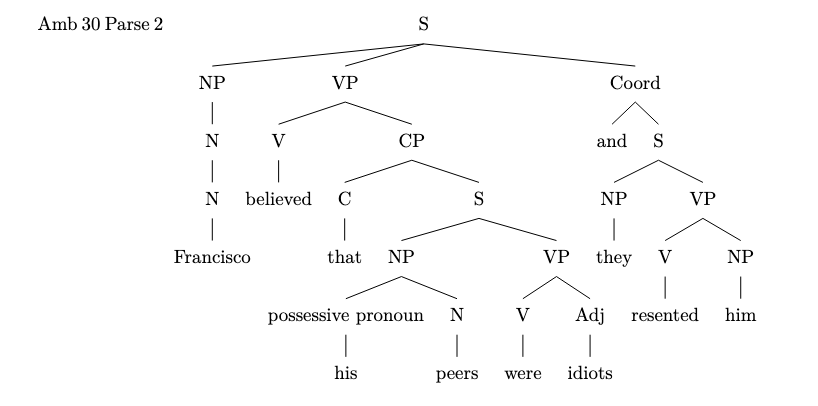 Amb 30 Parse 2 S
NP VP Coord
N V CP and S
N believed C S NP VP
Francisco that NP VP they V NP
possessive pronoun N V Adj resented him
his peers were idiots